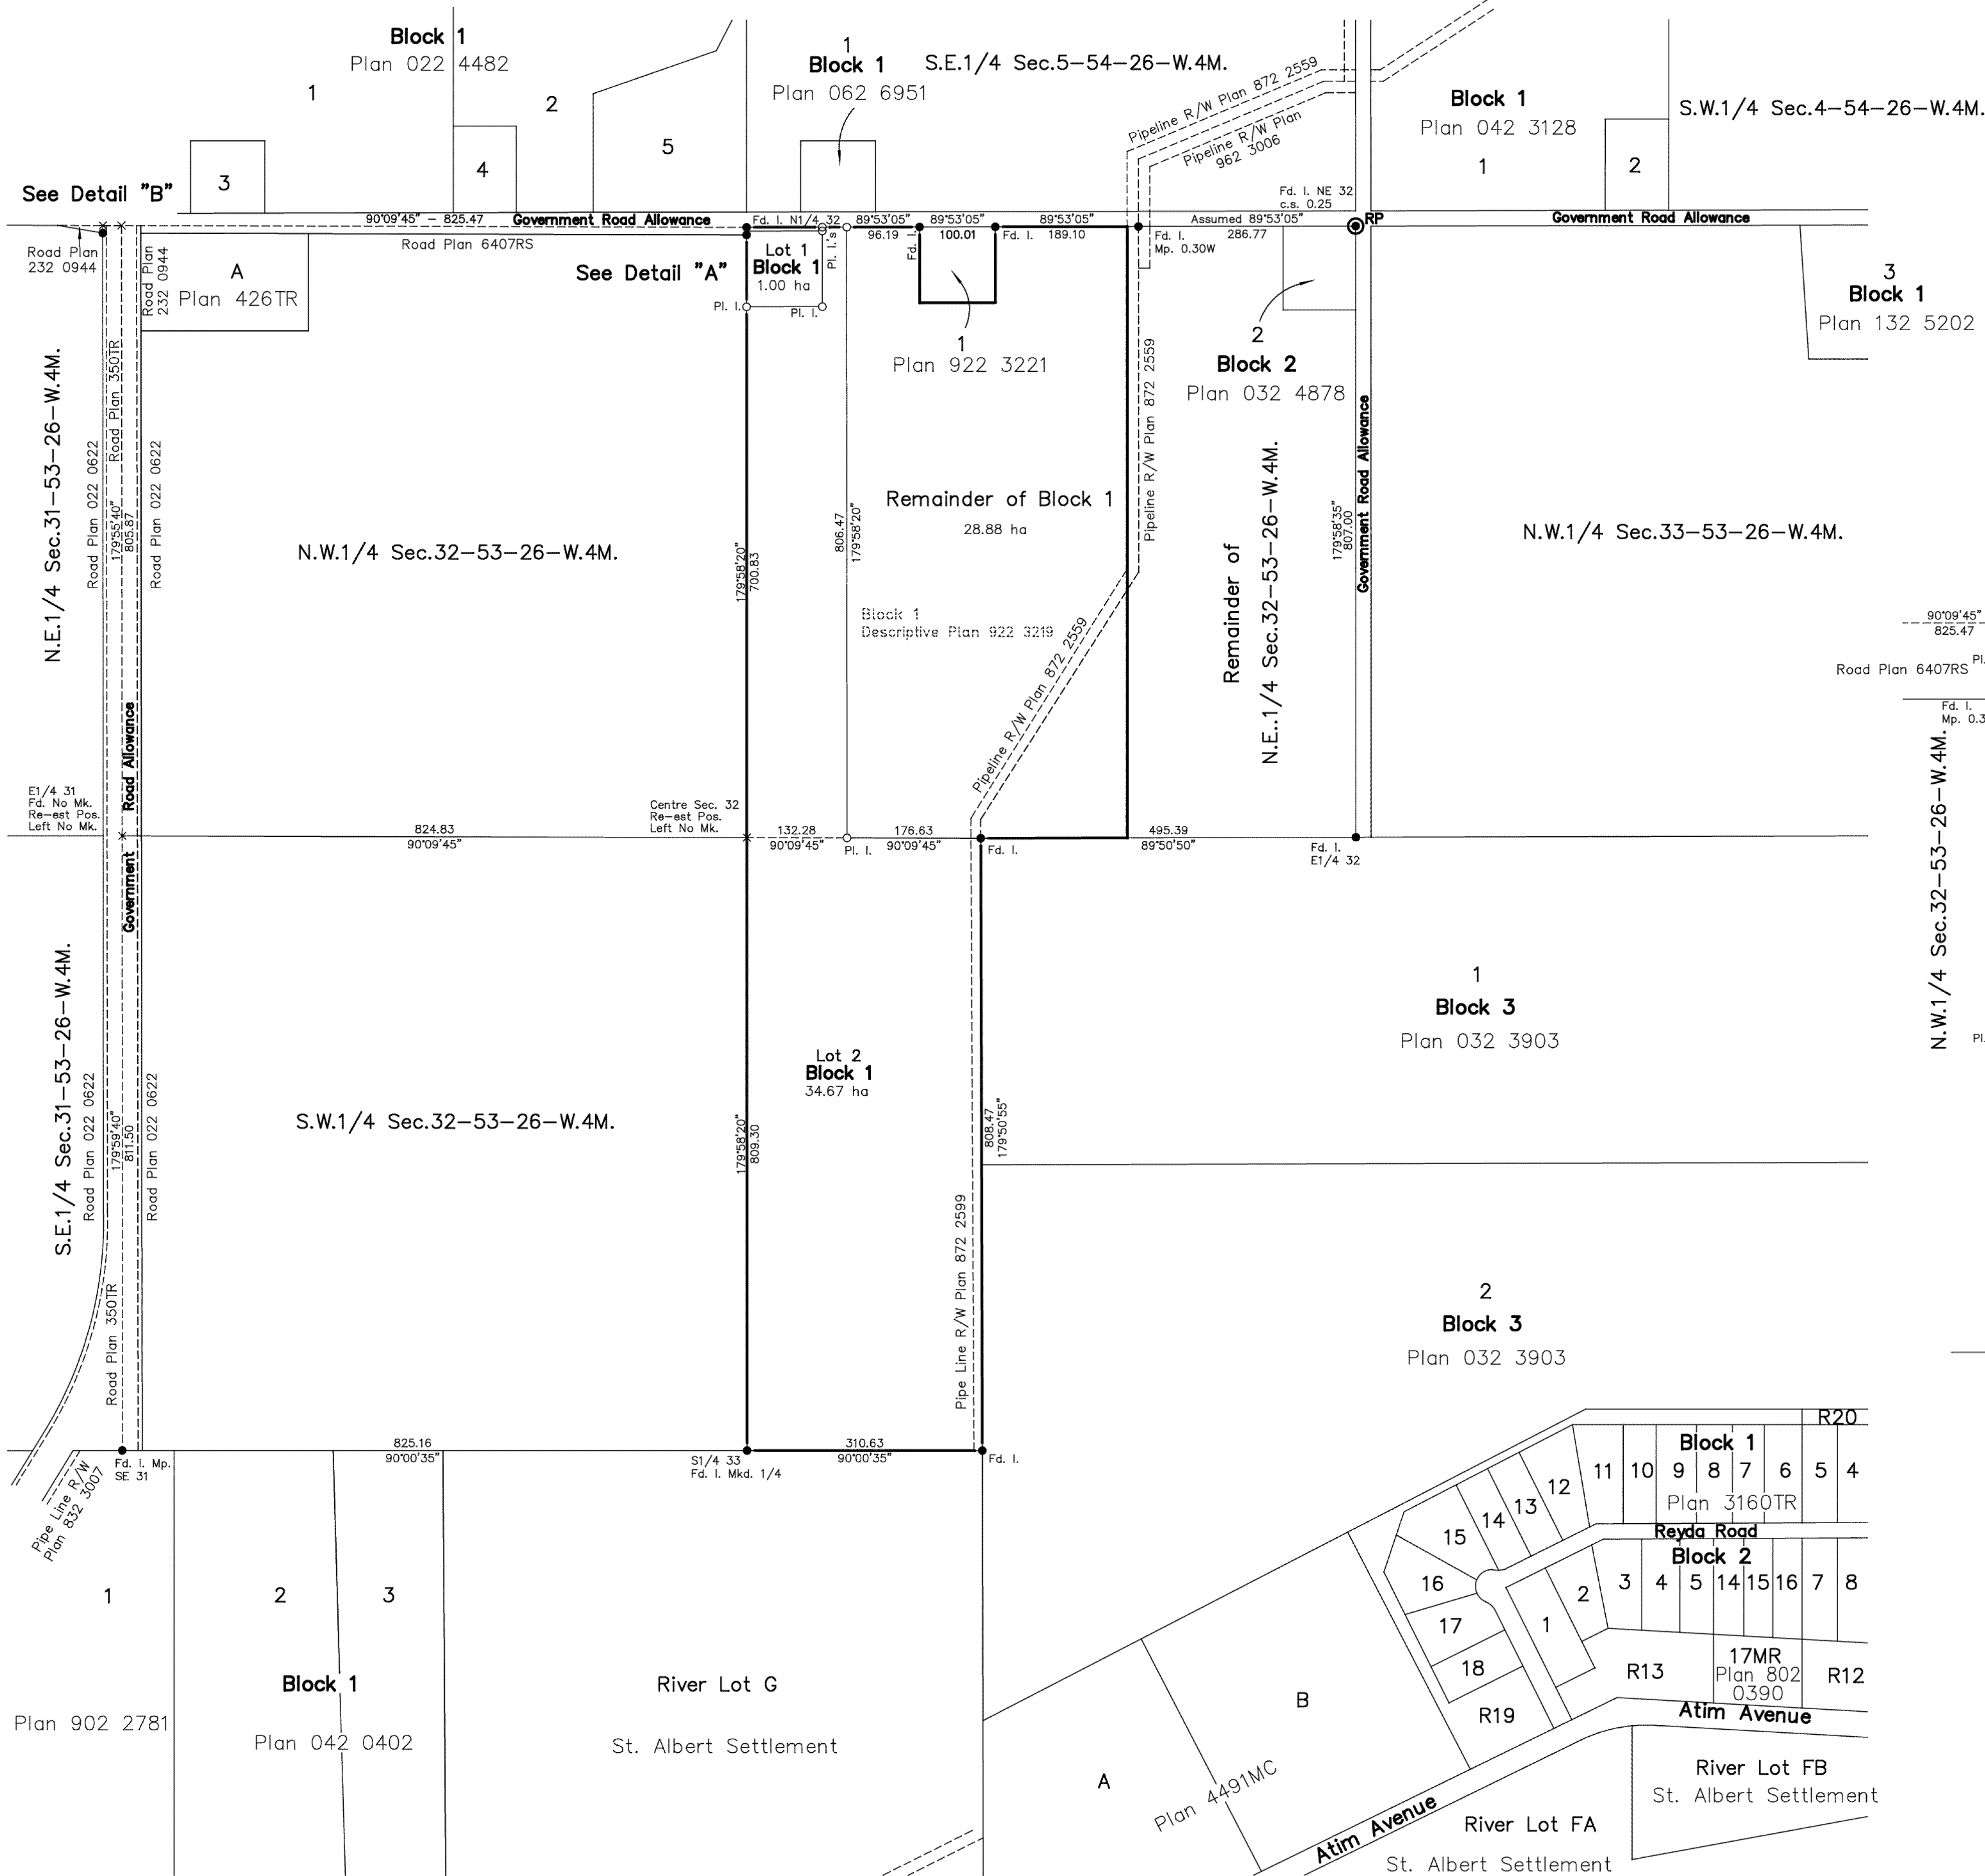 Block 1
Plan 022 4482
1
2
5
3
4
1
Block 1
Plan 062 6951
S.E.1/4 Sec.5-54-26-W.4M.
Pipeline R/W Plan 872 2559
Pipeline R/W Plan
962 3006
Block 1
Plan 042 3128
1
2
S.W.1/4 Sec.4-54-26-W.4M.
See Detail "B"
90°09'45" - 825.47
Government Road Allowance
Fd. I. N1/4 32
89°53'05"
89°53'05"
89°53'05"
Assumed 89°53'05"
Fd. I. NE 32
c.s. 0.25
RP
Government Road Allowance
Road Plan
232 0944
Road Plan
232 0944
A
Plan 426TR
Road Plan 6407RS
See Detail "A"
Lot 1
Block 1
1.00 ha
Pl. I.'s
96.19
Fd. I.
100.01
Fd. I.
189.10
Fd. I.
Mp. 0.30W
286.77
Pl. I.
Pl. I.
1
Plan 922 3221
2
Block 2
Plan 032 4878
3
Block 1
Plan 132 5202
N.E.1/4 Sec.31-53-26-W.4M.
Road Plan 022 0622
Road Plan 350TR
179°55'40"
805.87
Road Plan 022 0622
N.W.1/4 Sec.32-53-26-W.4M.
179°58'20"
700.83
806.47
179°58'20"
Remainder of Block 1
28.88 ha
Block 1
Descriptive Plan 922 3219
Pipeline R/W Plan 872 2559
Pipeline R/W Plan 872 2559
Remainder of
N.E.1/4 Sec.32-53-26-W.4M.
179°58'35"
807.00
Government Road Allowance
N.W.1/4 Sec.33-53-26-W.4M.
90°09'45"
825.47
Road Plan 6407RS
Pl.
Fd. I.
Mp. 0.3
N.W.1/4 Sec.32-53-26-W.4M.
Pl.
E1/4 31
Fd. No Mk.
Re-est Pos.
Left No Mk.
Government Road Allowance
824.83
90°09'45"
Centre Sec. 32
Re-est Pos.
Left No Mk.
132.28
90°09'45"
Pl. I.
176.63
90°09'45"
Fd. I.
495.39
89°50'50"
Fd. I.
E1/4 32
1
Block 3
Plan 032 3903
S.E.1/4 Sec.31-53-26-W.4M.
Road Plan 022 0622
179°59'40"
811.50
Road Plan 022 0622
Road Plan 350TR
S.W.1/4 Sec.32-53-26-W.4M.
Lot 2
Block 1
34.67 ha
179°58'20"
809.30
808.47
179°50'55"
Pipe Line R/W Plan 872 2599
2
Block 3
Plan 032 3903
Fd. I. Mp.
SE 31
825.16
90°00'35"
S1/4 33
Fd. I. Mkd. 1/4
310.63
90°00'35"
Fd. I.
Pipe Line R/W
Plan 832 3007
1
Plan 902 2781
2
3
Block 1
Plan 042 0402
River Lot G
St. Albert Settlement
A
B
Plan 4491MC
R20
Block 1
11
10
9
8
7
6
5
4
12
13
14
15
16
17
18
R19
Plan 3160TR
Reyda Road
Block 2
1
2
3
4
5
14
15
16
7
8
R13
17MR
Plan 802
0390
R12
Atim Avenue
Atim Avenue
River Lot FB
St. Albert Settlement
River Lot FA
St. Albert Settlement